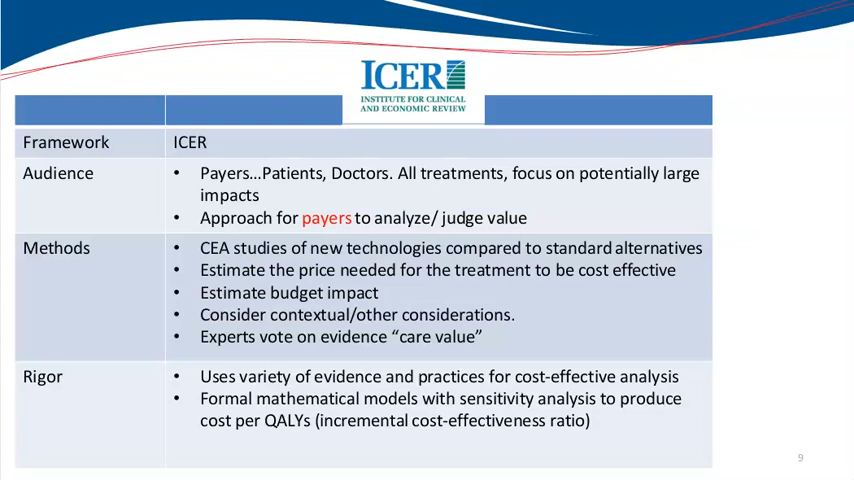 ICER
INSTITUTE FOR CLINICAL
AND ECONOMIC REVIEW
Framework
ICER
Audience
• Payers…Patients, Doctors. All treatments, focus on potentially large
impacts
• Approach for payers to analyze/ judge value
Methods
• CEA studies of new technologies compared to standard alternatives
• Estimate the price needed for the treatment to be cost effective
• Estimate budget impact
• Consider contextual/other considerations.
• Experts vote on evidence “care value”
Rigor
• Uses variety of evidence and practices for cost-effective analysis
• Formal mathematical models with sensitivity analysis to produce
cost per QALYs (incremental cost-effectiveness ratio)
9